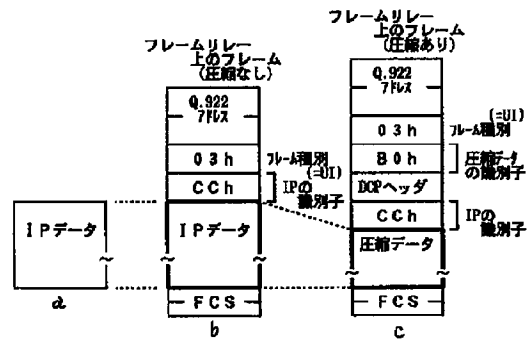 フレームリレー
上のフレーム
(圧縮なし)
Q.922
アドレス
03h
フレーム種別
(=UI)
CCh
IPの
識別子
IPデータ
IPデータ
FCS
a
b
フレームリレー
上のフレーム
(圧縮あり)
Q.922
アドレス
(=UI)
03h
フレーム種別
B0h
圧縮データ
の識別子
DCPヘッダ
CCh
IPの
識別子
圧縮データ
FCS
c